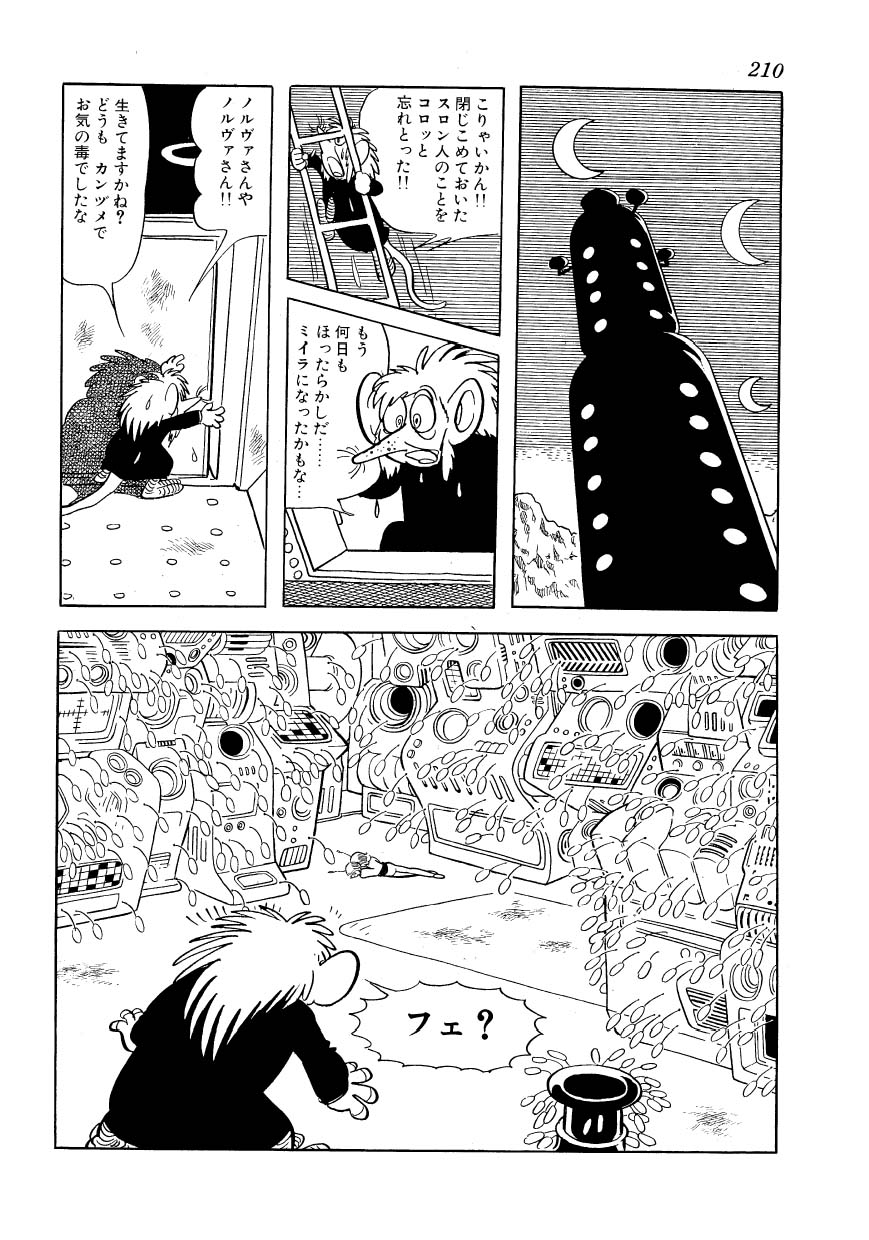 210
こりゃいかん!!
閉じこめておいた
スロン人のことを
コロッと
忘れとった!!
もう
何日も
ほったらかしだ……
ミイラになったかもな…
ノルヴァさんや
ノルヴァさん!!
生きてますかね?
どうも カンヅメで
お気の毒でしたな
フェ?